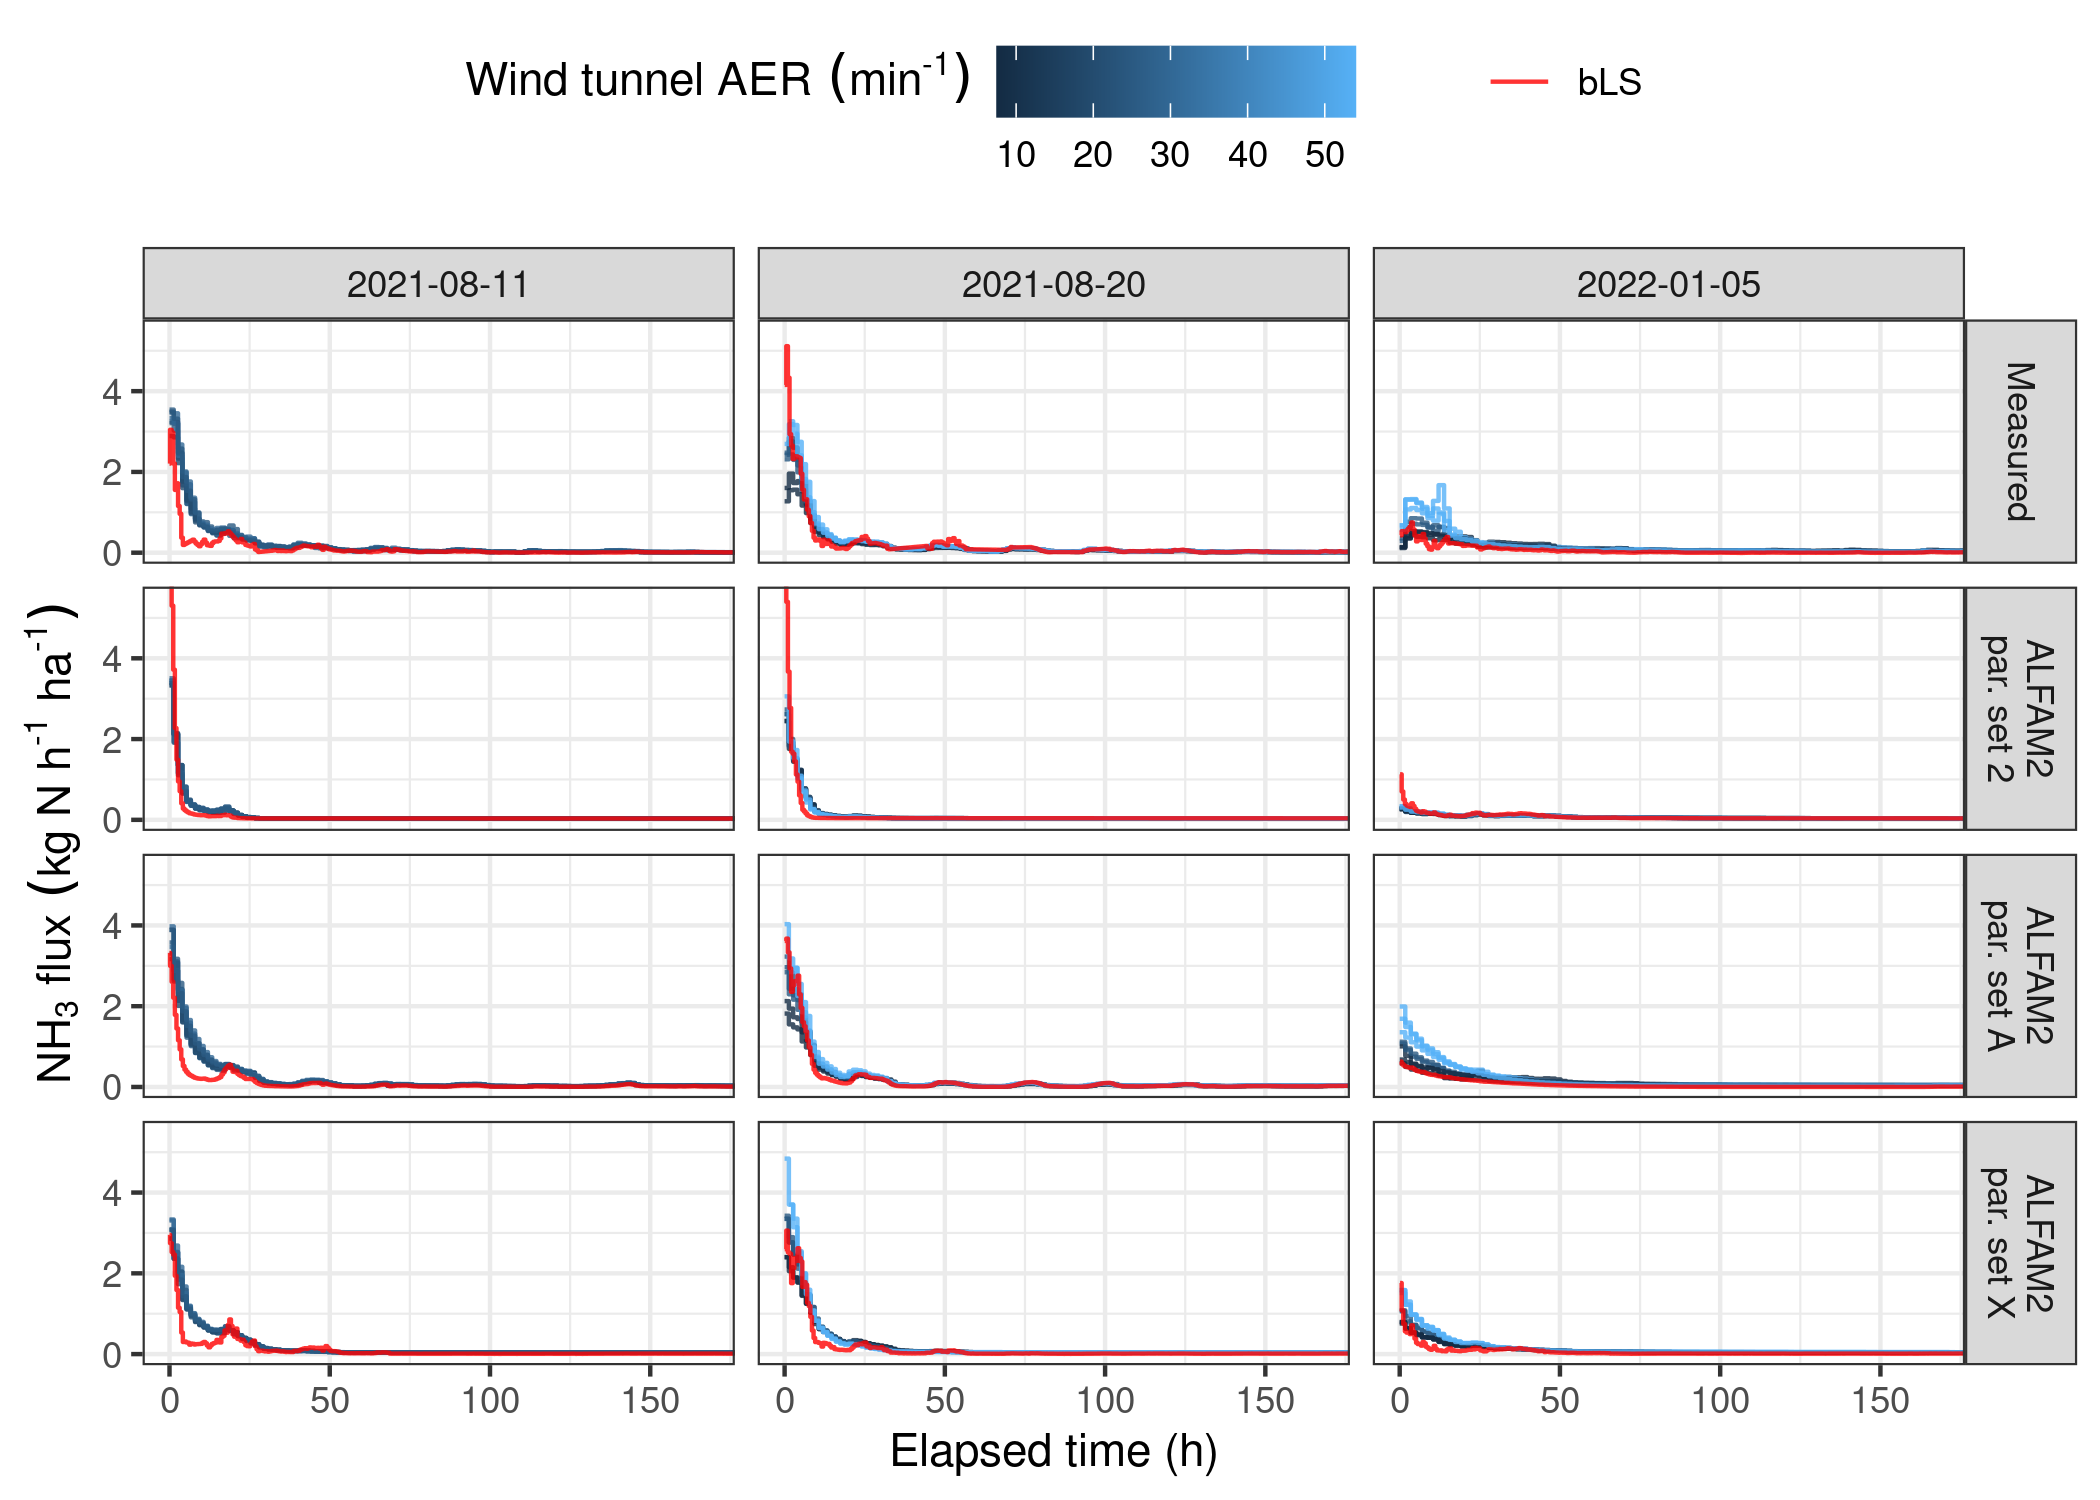 Wind tunnel AER (min⁻¹)
10 20 30 40 50
bLS
2021-08-11 2021-08-20 2022-01-05
Measured
ALFAM2
par. set 2
ALFAM2
par. set A
ALFAM2
par. set X
NH₃ flux (kg N h⁻¹ ha⁻¹)
4
2
0
4
2
0
4
2
0
4
2
0
0 50 100 150 0 50 100 150 0 50 100 150
Elapsed time (h)